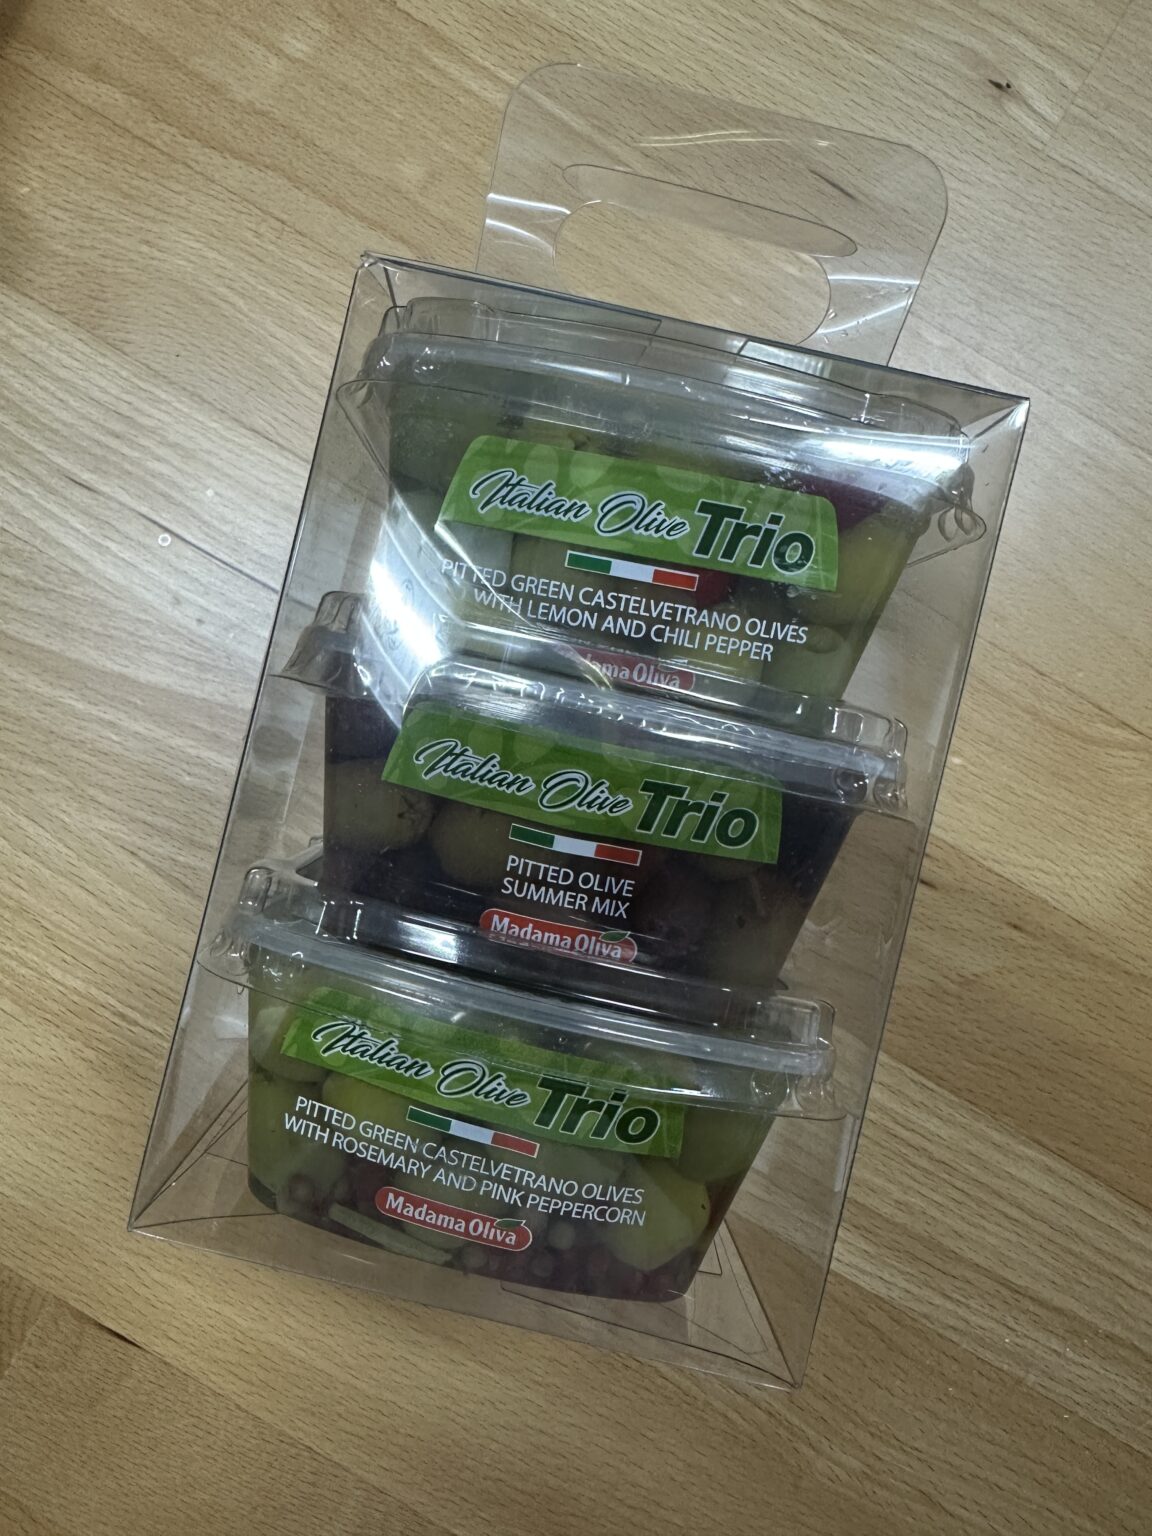 Italian Olive Trio
PITTED GREEN CASTELVETRANO OLIVES
WITH LEMON AND CHILI PEPPER
Madama Oliva
Italian Olive Trio
PITTED OLIVE
SUMMER MIX
Madama Oliva
Italian Olive Trio
PITTED GREEN CASTELVETRANO OLIVES
WITH ROSEMARY AND PINK PEPPERCORN
Madama Oliva